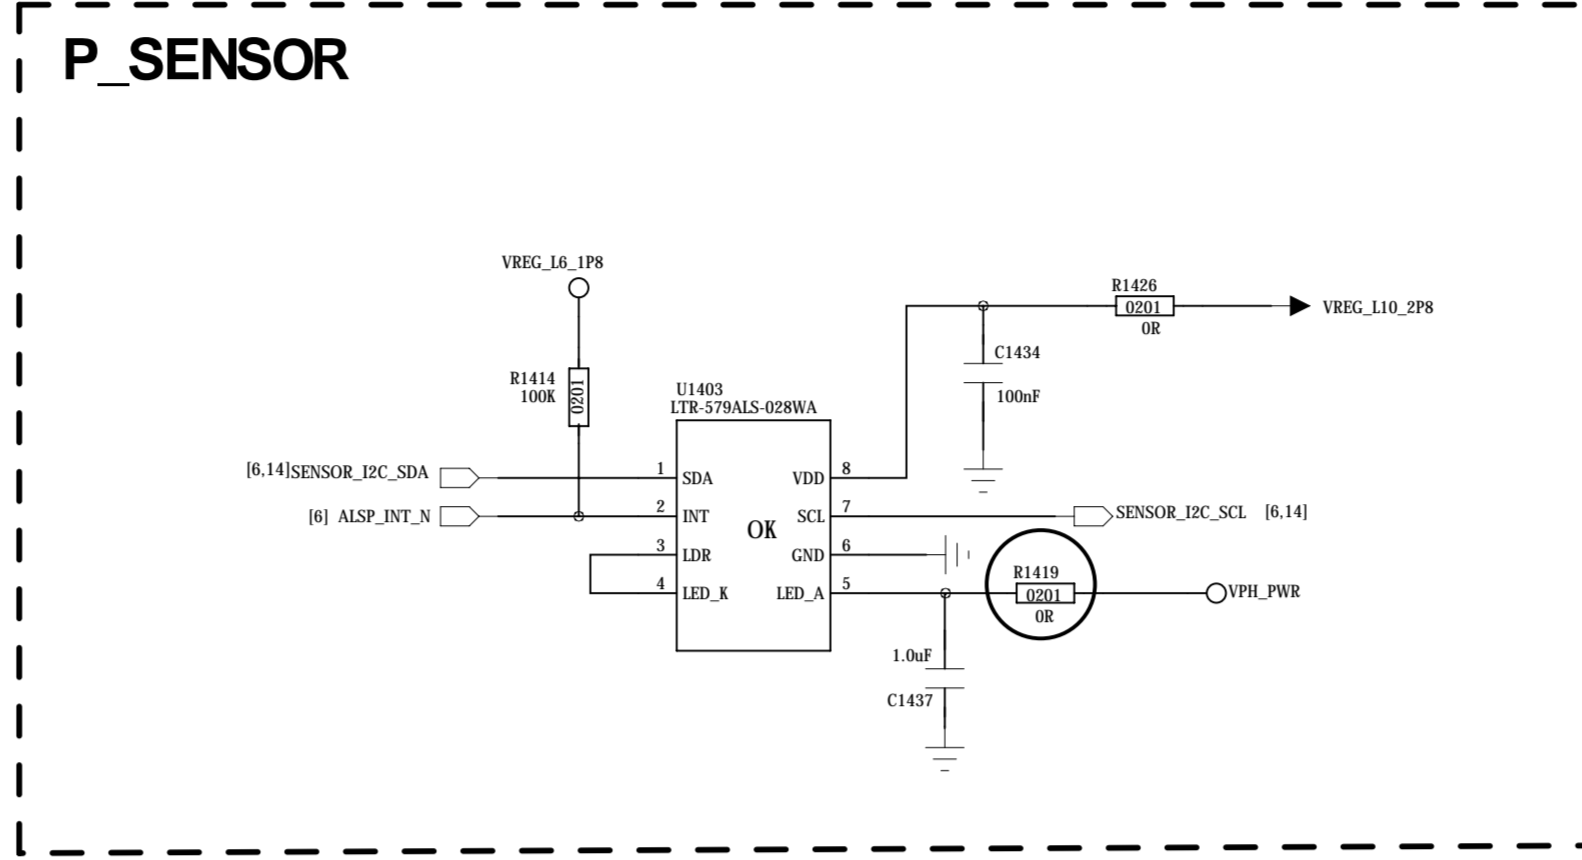 P_SENSOR
VREG_L6_1P8
R1414
100K
0201
R1426
0201
0R
VREG_L10_2P8
C1434
100nF
U1403
LTR-579ALS-028WA
[6,14]SENSOR_I2C_SDA
1
SDA
VDD
8
[6] ALSP_INT_N
2
INT
SCL
7
SENSOR_I2C_SCL [6,14]
OK
3
LDR
GND
6
4
LED_K
LED_A
5
R1419
0201
0R
VPH_PWR
1.0uF
C1437